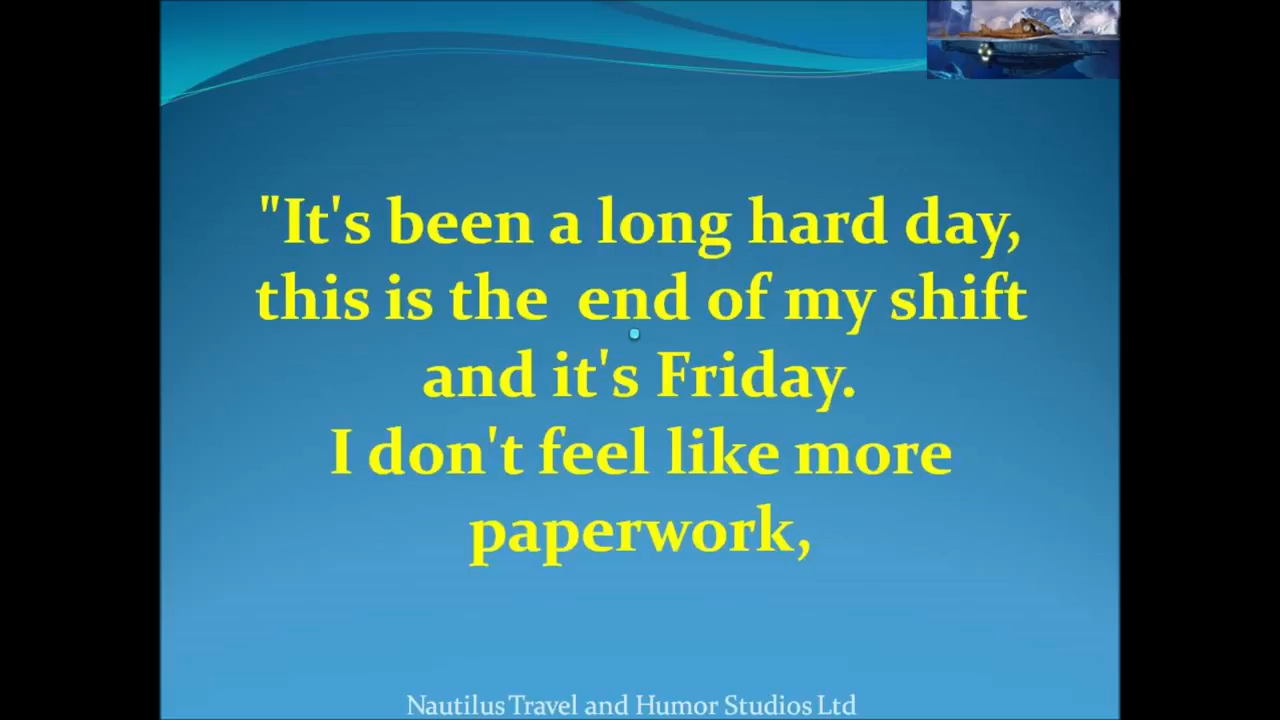 "It's been a long hard day,
this is the  end of my shift
and it's Friday.
I don't feel like more
paperwork,
Nautilus Travel and Humor Studios Ltd